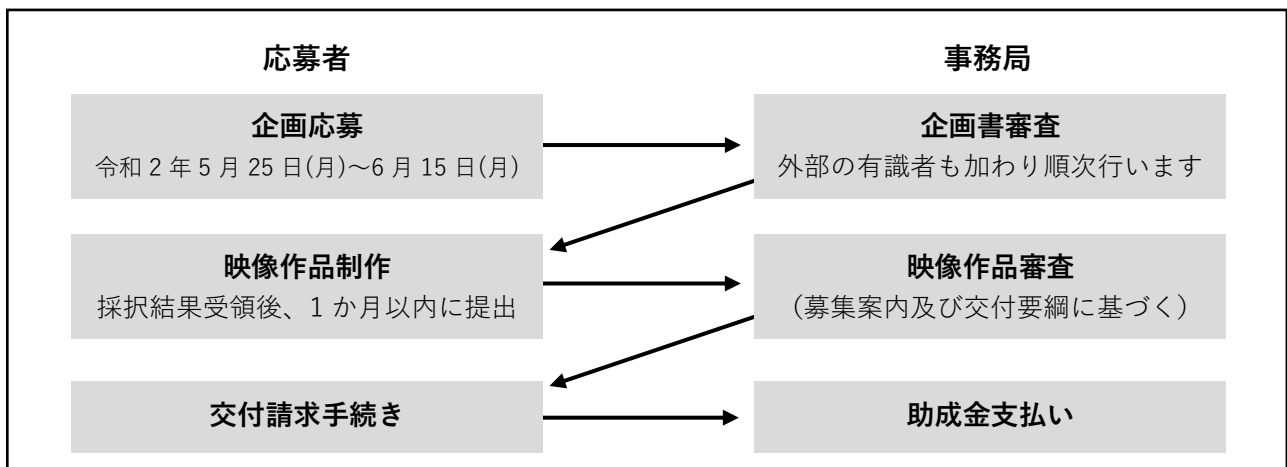 応募者
事務局
企画応募
令和 2 年 5 月 25 日(月)～6 月 15 日(月)
企画書審査
外部の有識者も加わり順次行います
映像作品制作
採択結果受領後、1 か月以内に提出
映像作品審査
（募集案内及び交付要綱に基づく）
交付請求手続き
助成金支払い